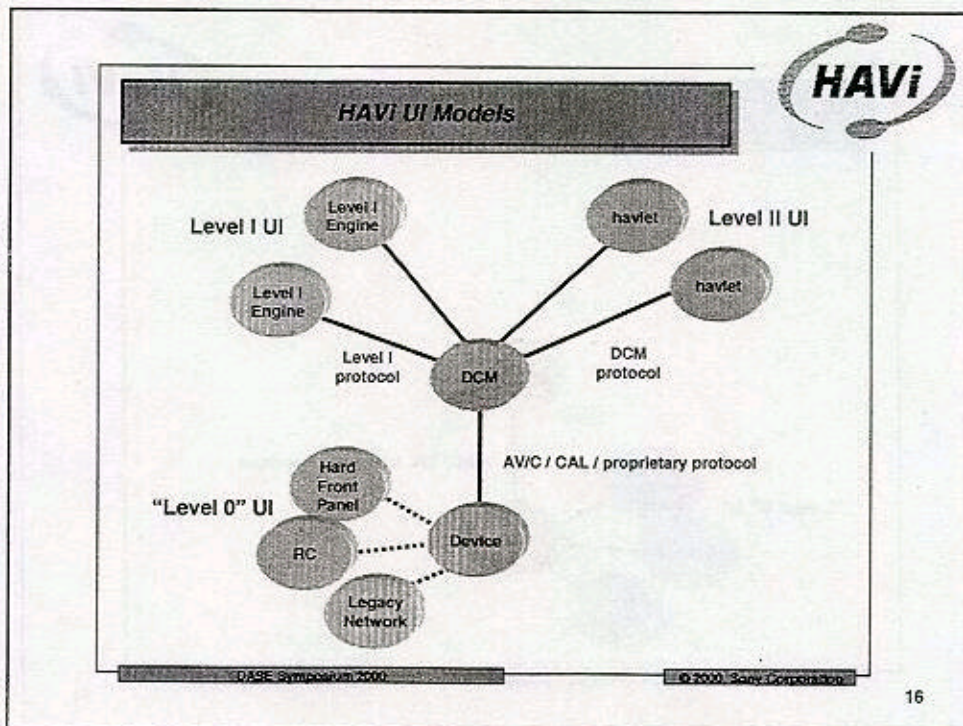 HAVi
HAVi UI Models
Level I UI
Level I
Engine
havlet
Level II UI
Level I
Engine
havlet
Level I
protocol
DCM
DCM
protocol
AV/C / CAL / proprietary protocol
Hard
Front
Panel
"Level 0" UI
RC
Device
Legacy
Network
DASE Symposium 2000
© 2000, Sony Corporation
16